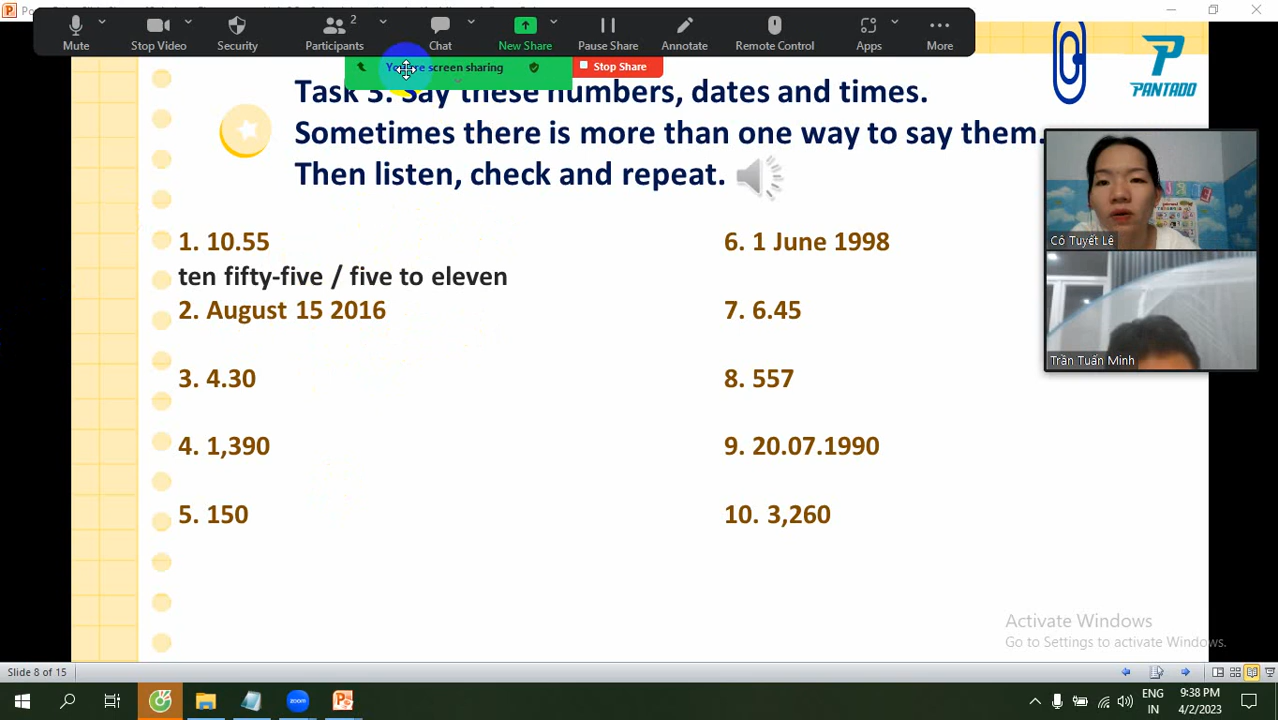 2
Mute
Stop Video
Security
Participants
Chat
New Share
Pause Share
Annotate
Remote Control
Apps
More
screen sharing
Stop Share
Say these numbers, dates and times.
Sometimes there is more than one way to say them.
Then listen, check and repeat.
PANTADO
Cô Tuyết Lê
Trần Tuấn Minh
1. 10.55
ten fifty-five / five to eleven
2. August 15 2016
3. 4.30
4. 1,390
5. 150
6. 1 June 1998
7. 6.45
8. 557
9. 20.07.1990
10. 3,260
Activate Windows
Go to Settings to activate Windows.
Slide 8 of 15
zoom
ENG
IN
9:38 PM
4/2/2023